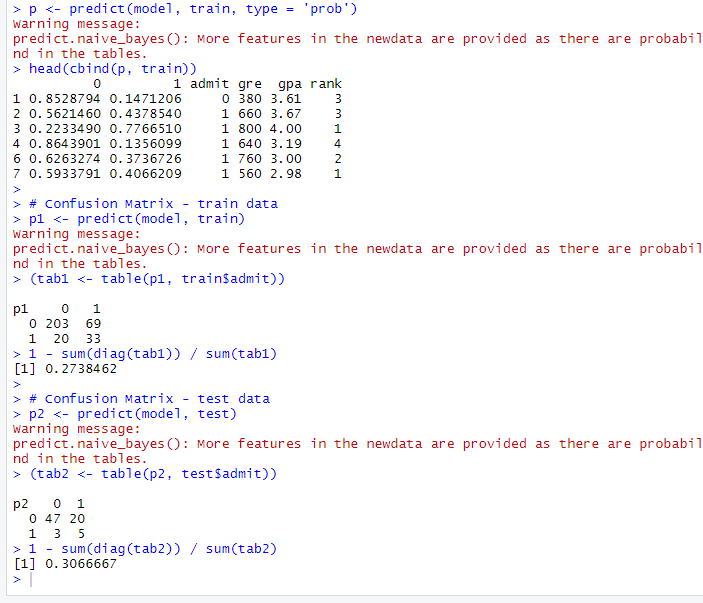 > p <- predict(model, train, type = 'prob')
Warning message:
predict.naive_bayes(): More features in the newdata are provided as there are probabil
nd in the tables.
> head(cbind(p, train))
          0         1 admit gre  gpa rank
1 0.8528794 0.1471206     0 380 3.61    3
2 0.5621460 0.4378540     1 660 3.67    3
3 0.2233490 0.7766510     1 800 4.00    1
4 0.8643901 0.1356099     1 640 3.19    4
6 0.6263274 0.3736726     1 760 3.00    2
7 0.5933791 0.4066209     1 560 2.98    1
>
> # Confusion Matrix - train data
> p1 <- predict(model, train)
Warning message:
predict.naive_bayes(): More features in the newdata are provided as there are probabil
nd in the tables.
> (tab1 <- table(p1, train$admit))
p1    0   1
  0 203  69
  1  20  33
> 1 - sum(diag(tab1)) / sum(tab1)
[1] 0.2738462
>
> # Confusion Matrix - test data
> p2 <- predict(model, test)
Warning message:
predict.naive_bayes(): More features in the newdata are provided as there are probabil
nd in the tables.
> (tab2 <- table(p2, test$admit))
p2   0  1
  0 47 20
  1  3  5
> 1 - sum(diag(tab2)) / sum(tab2)
[1] 0.3066667
>